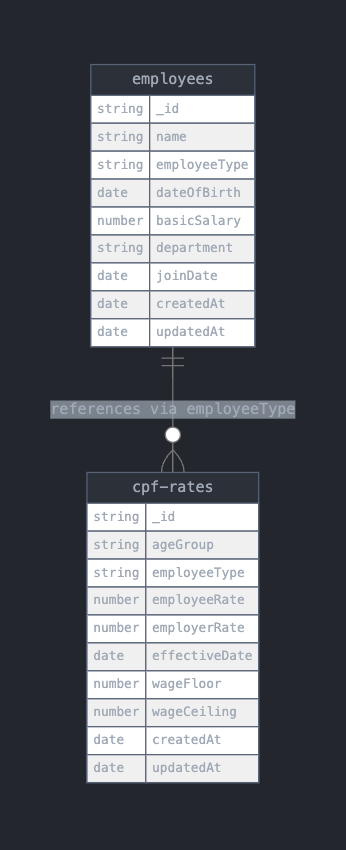 employees
string _id
string name
string employeeType
date dateOfBirth
number basicSalary
string department
date joinDate
date createdAt
date updatedAt
references via employeeType
cpf-rates
string _id
string ageGroup
string employeeType
number employeeRate
number employerRate
date effectiveDate
number wageFloor
number wageCeiling
date createdAt
date updatedAt